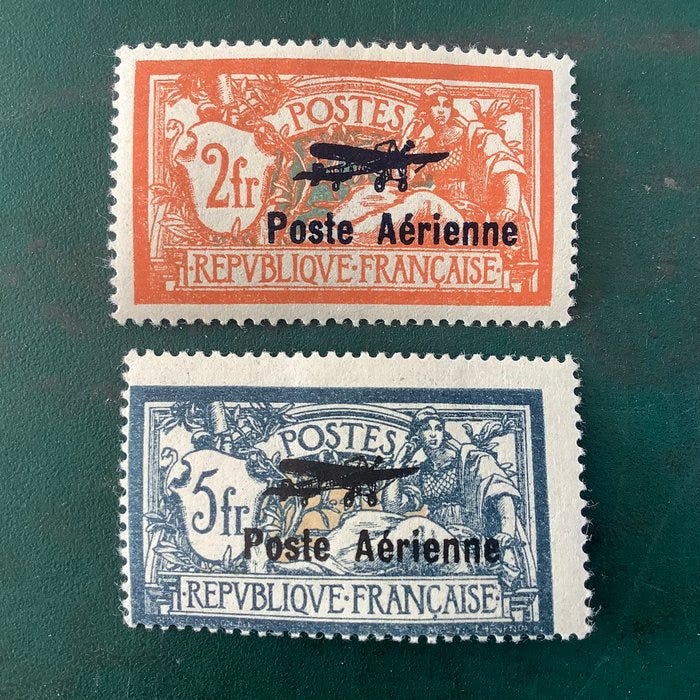 POSTES
2fr
Poste Aérienne
·REPVBLIQVE·FRANÇAISE·
POSTES
5fr
Poste Aérienne
·REPVBLIQVE·FRANÇAISE·